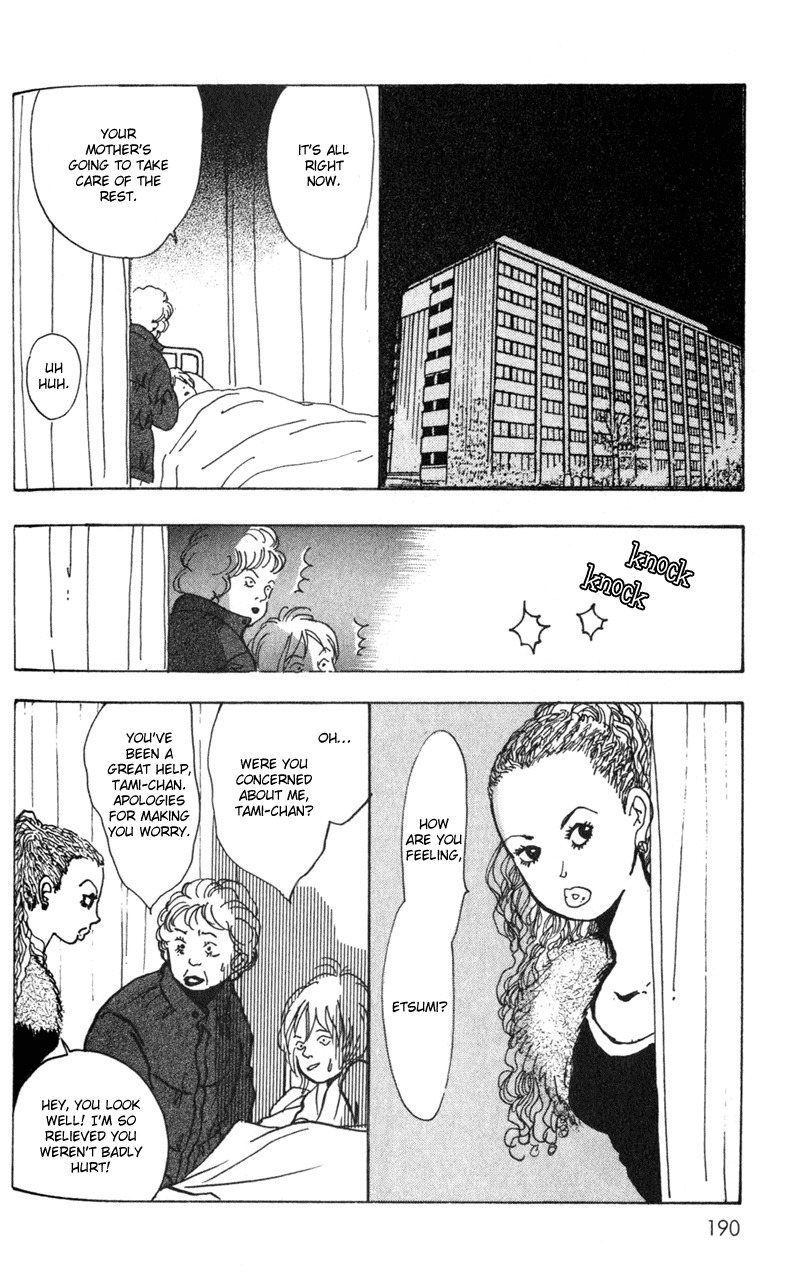 IT'S ALL
RIGHT
NOW.
YOUR
MOTHER'S
GOING TO TAKE
CARE OF THE
REST.
UH
HUH.
knock
knock
HOW
ARE YOU
FEELING,
ETSUMI?
OH...
WERE YOU
CONCERNED
ABOUT ME,
TAMI-CHAN?
YOU'VE
BEEN A
GREAT HELP,
TAMI-CHAN.
APOLOGIES
FOR MAKING
YOU WORRY.
HEY, YOU LOOK
WELL! I'M SO
RELIEVED YOU
WEREN'T BADLY
HURT!
190